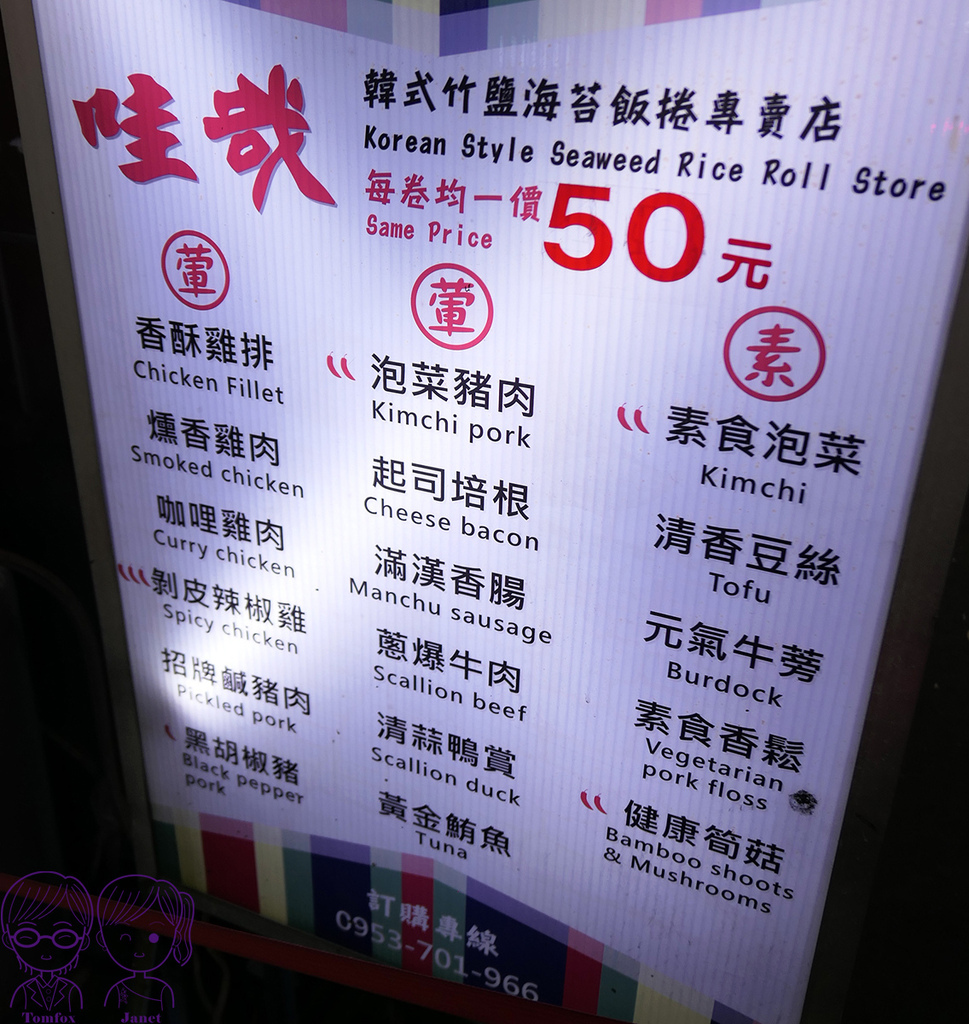 哇哉
韓式竹鹽海苔飯捲專賣店
Korean Style Seaweed Rice Roll Store
每卷均一價 50元
Same Price
葷
香酥雞排
Chicken Fillet
燻香雞肉
Smoked chicken
咖哩雞肉
Curry chicken
剝皮辣椒雞
Spicy chicken
招牌鹹豬肉
Pickled pork
黑胡椒豬
Black pepper
pork
葷
泡菜豬肉
Kimchi pork
起司培根
Cheese bacon
滿漢香腸
Manchu sausage
蔥爆牛肉
Scallion beef
清蒜鴨賞
Scallion duck
黃金鮪魚
Tuna
素
素食泡菜
Kimchi
清香豆絲
Tofu
元氣牛蒡
Burdock
素食香鬆
Vegetarian
pork floss
健康筍菇
Bamboo shoots
& Mushrooms
訂購專線
0953-701-966
Tomfox
Janet